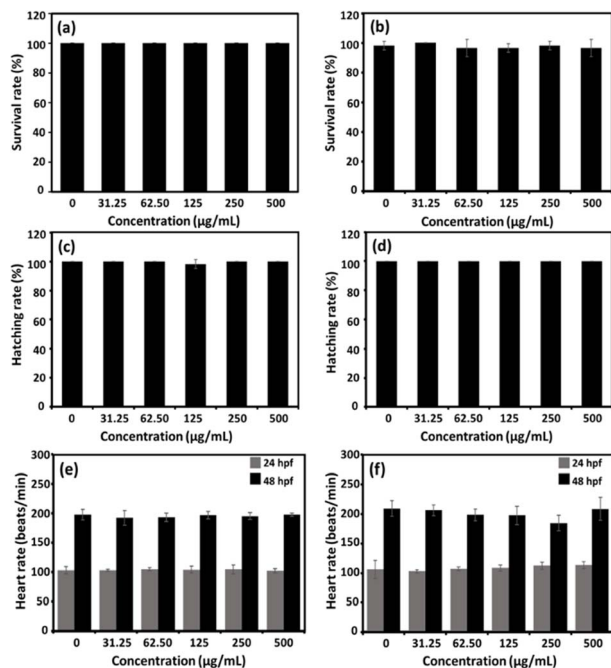 (a)
Survival rate (%)
120
100
80
60
40
20
0
0 31.25 62.50 125 250 500
Concentration (µg/mL)
(b)
Survival rate (%)
120
100
80
60
40
20
0
0 31.25 62.50 125 250 500
Concentration (µg/mL)
(c)
Hatching rate (%)
120
100
80
60
40
20
0
0 31.25 62.50 125 250 500
Concentration (µg/mL)
(d)
Hatching rate (%)
120
100
80
60
40
20
0
0 31.25 62.50 125 250 500
Concentration (µg/mL)
(e)
24 hpf
48 hpf
Heart rate (beats/min)
300
250
200
150
100
50
0
0 31.25 62.50 125 250 500
Concentration (µg/mL)
(f)
24 hpf
48 hpf
Heart rate (beats/min)
300
250
200
150
100
50
0
0 31.25 62.50 125 250 500
Concentration (µg/mL)